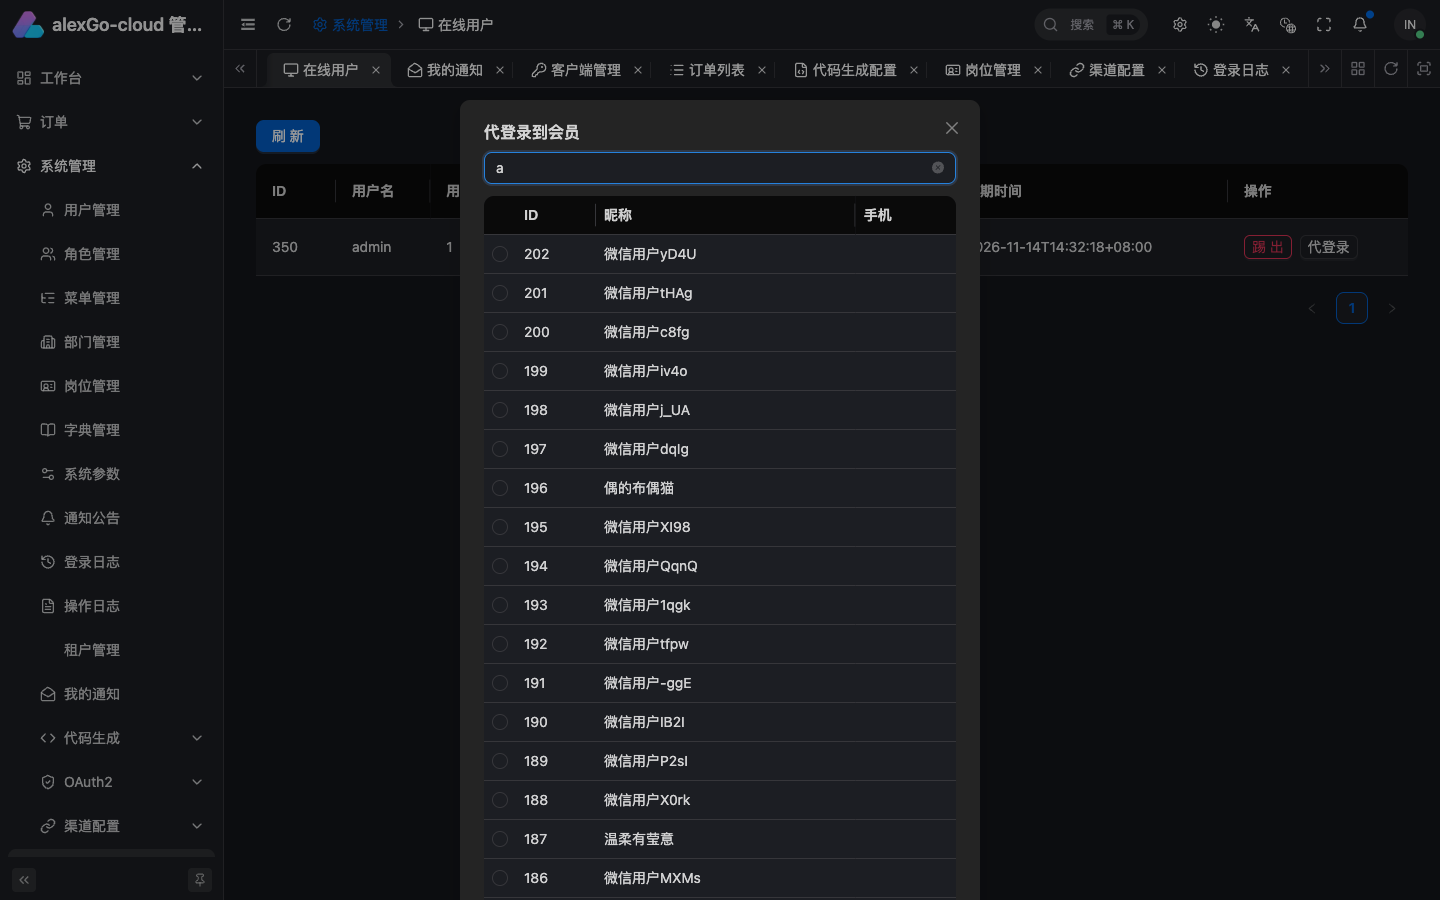 alexGo-cloud 管...
工作台
订单
系统管理
用户管理
角色管理
菜单管理
部门管理
岗位管理
字典管理
系统参数
通知公告
登录日志
操作日志
租户管理
我的通知
代码生成
OAuth2
渠道配置
系统管理 > 在线用户
搜索 ⌘ K
IN
在线用户 我的通知 客户端管理 订单列表 代码生成配置 岗位管理 渠道配置 登录日志
刷 新
ID 用户名 用
期时间 操作
350 admin 1
26-11-14T14:32:18+08:00 踢 出 代登录
1
代登录到会员
a
ID 昵称 手机
202 微信用户yD4U
201 微信用户tHAg
200 微信用户c8fg
199 微信用户iv4o
198 微信用户j_UA
197 微信用户dqIg
196 偶的布偶猫
195 微信用户XI98
194 微信用户QqnQ
193 微信用户1qgk
192 微信用户tfpw
191 微信用户-ggE
190 微信用户IB2I
189 微信用户P2sI
188 微信用户X0rk
187 温柔有莹意
186 微信用户MXMs